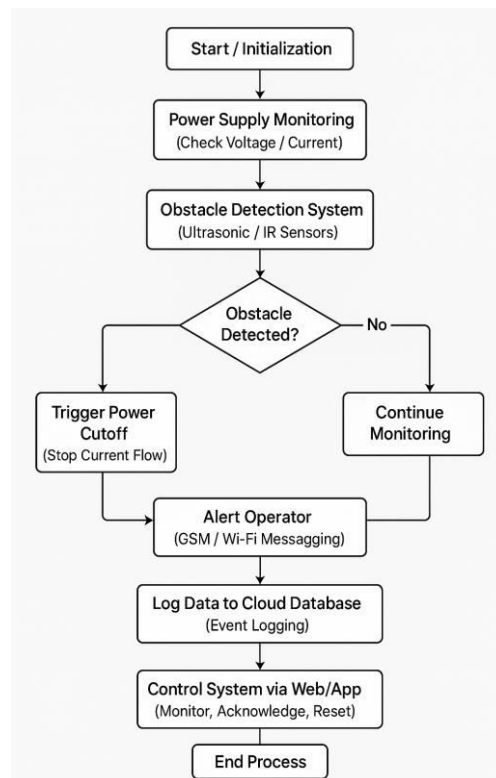 Start / Initialization
Power Supply Monitoring
(Check Voltage / Current)
Obstacle Detection System
(Ultrasonic / IR Sensors)
Obstacle
Detected?
No
Trigger Power
Cutoff
(Stop Current Flow)
Continue
Monitoring
Alert Operator
(GSM / Wi-Fi Messagging)
Log Data to Cloud Database
(Event Logging)
Control System via Web/App
(Monitor, Acknowledge, Reset)
End Process